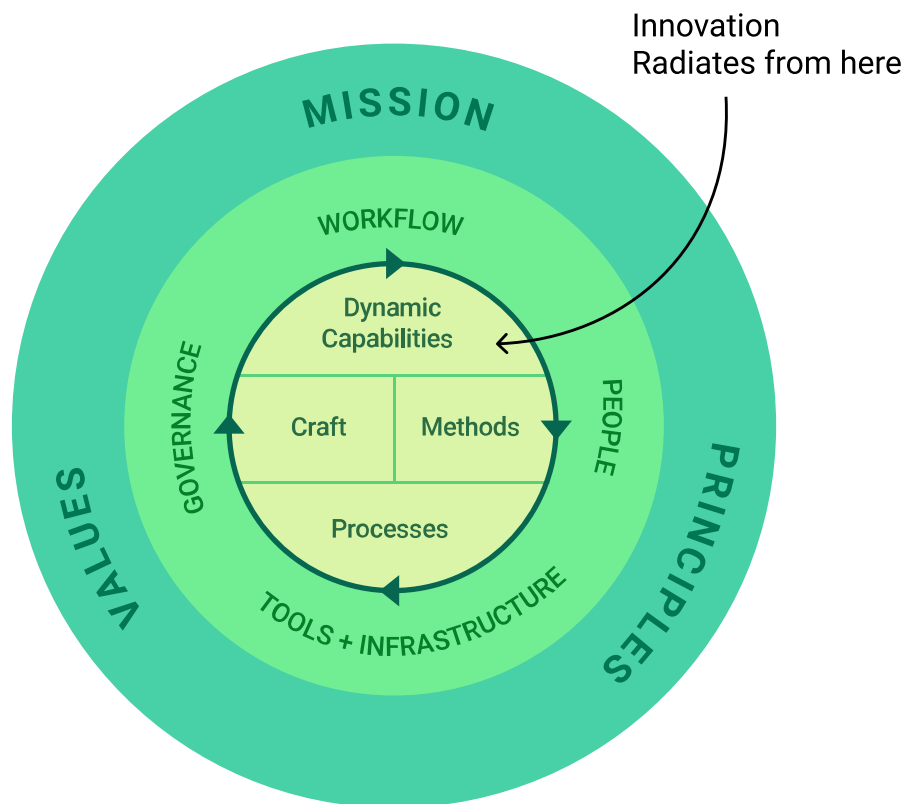 Innovation
Radiates from here
MISSION
WORKFLOW
Dynamic
Capabilities
GOVERNANCE
PEOPLE
Craft
Methods
VALUES
PRINCIPLES
Processes
TOOLS + INFRASTRUCTURE